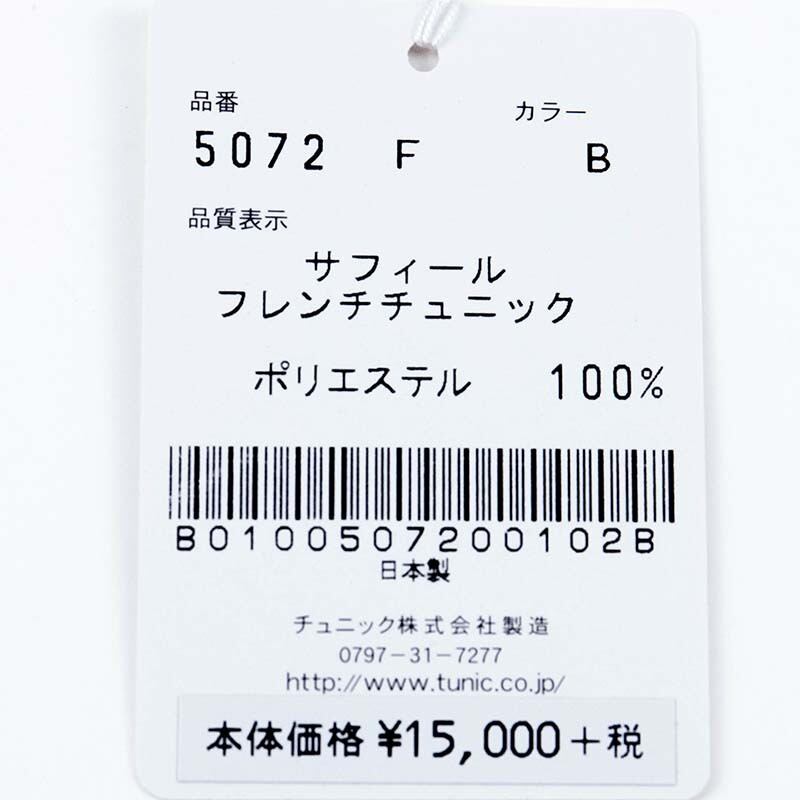 品番
カラー
5072 F B
品質表示
サフィール
フレンチチュニック
ポリエステル 100%
B0100507200102B
日本製
チュニック株式会社製造
0797-31-7277
http://www.tunic.co.jp/
本体価格 ¥15,000+税